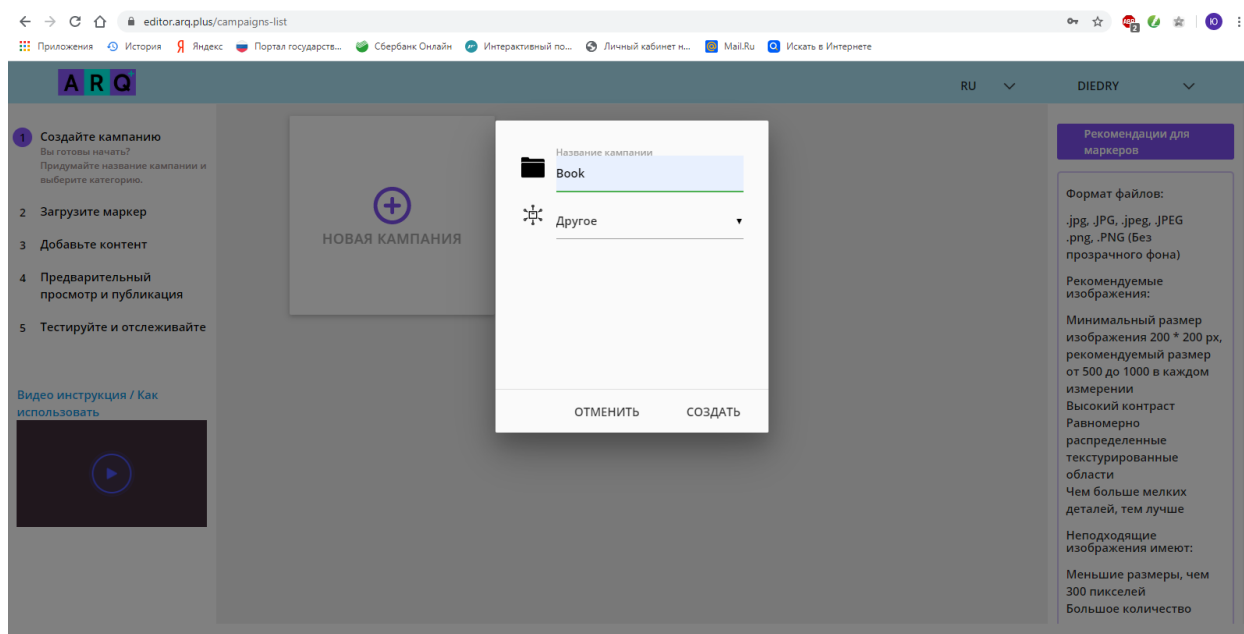 editor.arq.plus/campaigns-list
Приложения История Яндекс Портал государств... Сбербанк Онлайн Интерактивный по... Личный кабинет н... Mail.Ru Искать в Интернете
ARQ
RU
DIEDRY
1 Создайте кампанию
Вы готовы начать?
Придумайте название кампании и
выберите категорию.
2 Загрузите маркер
3 Добавьте контент
4 Предварительный
просмотр и публикация
5 Тестируйте и отслеживайте
Видео инструкция / Как
использовать
НОВАЯ КАМПАНИЯ
Название кампании
Book
Другое
ОТМЕНИТЬ СОЗДАТЬ
Рекомендации для
маркеров
Формат файлов:
.jpg, .JPG, .jpeg, .JPEG
.png, .PNG (Без
прозрачного фона)
Рекомендуемые
изображения:
Минимальный размер
изображения 200 * 200 px,
рекомендуемый размер
от 500 до 1000 в каждом
измерении
Высокий контраст
Равномерно
распределенные
текстурированные
области
Чем больше мелких
деталей, тем лучше
Неподходящие
изображения имеют:
Меньшие размеры, чем
300 пикселей
Большое количество